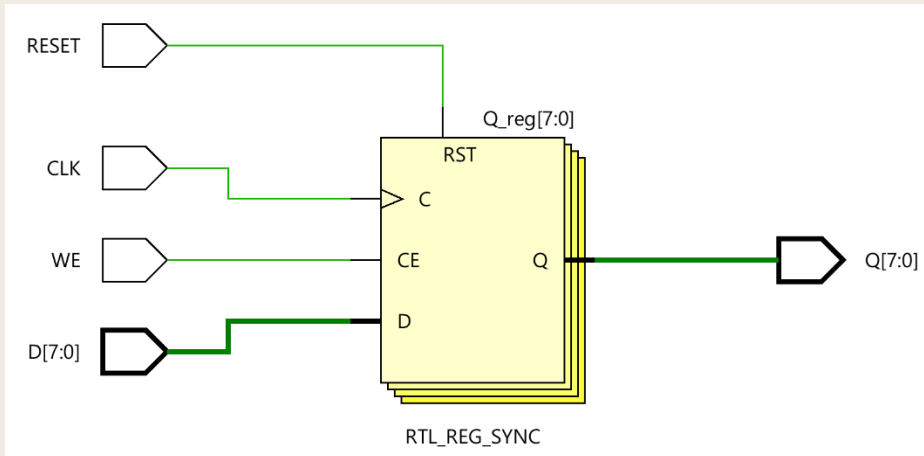 RESET
Q_reg[7:0]
RST
CLK
C
WE
CE
Q
Q[7:0]
D
D[7:0]
RTL_REG_SYNC